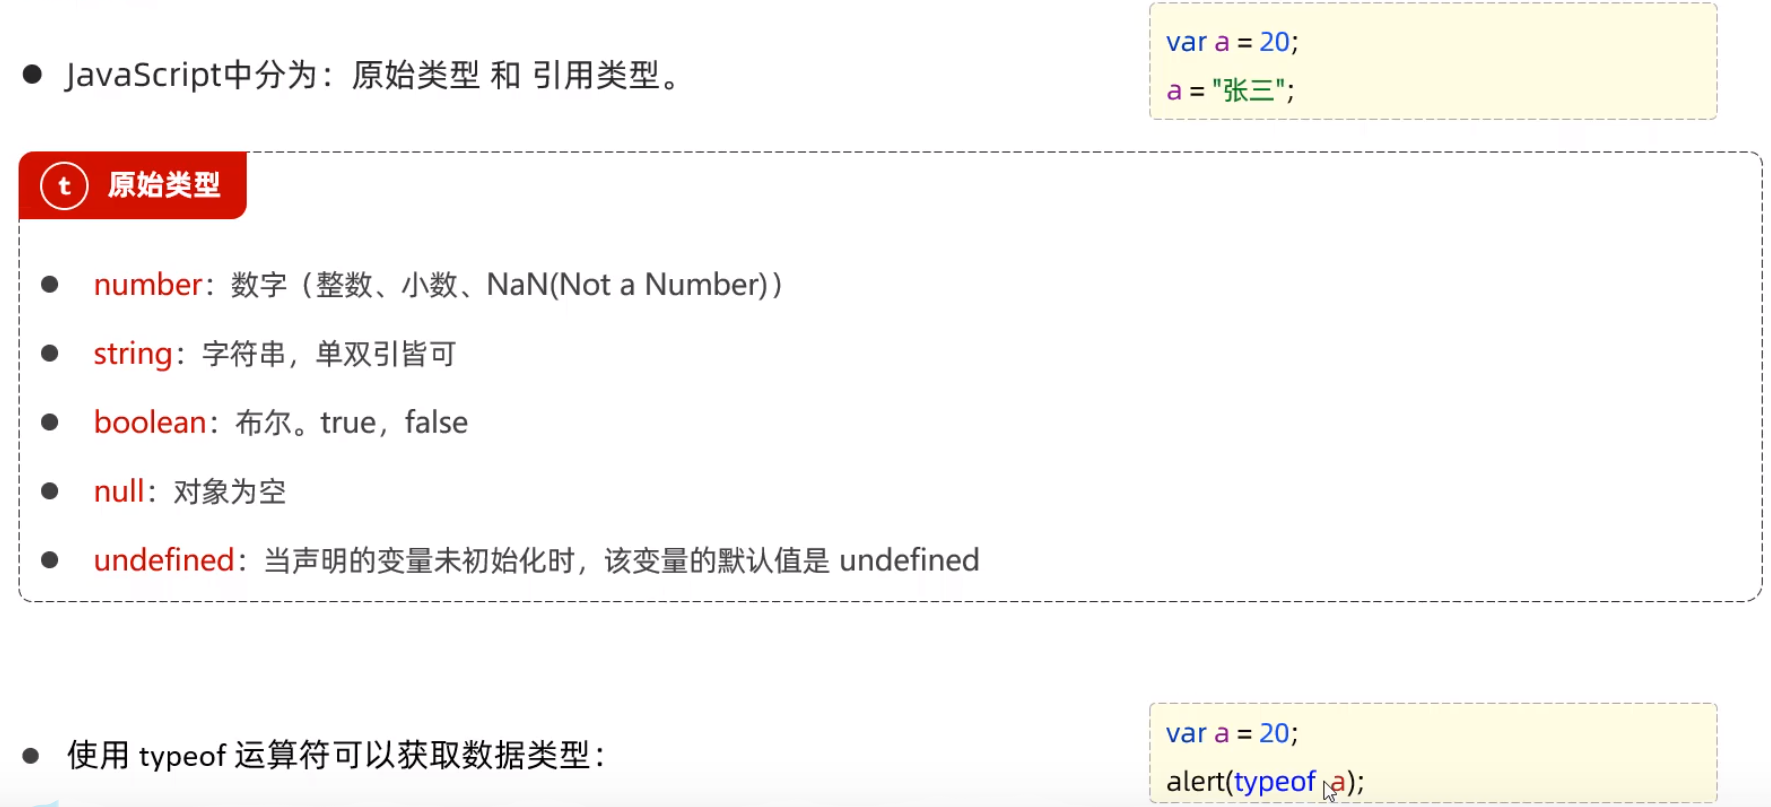 var a = 20;
● JavaScript中分为：原始类型 和 引用类型。
a = "张三";
t 原始类型
● number：数字（整数、小数、NaN(Not a Number)）
● string：字符串，单双引皆可
● boolean：布尔。true，false
● null：对象为空
● undefined：当声明的变量未初始化时，该变量的默认值是 undefined
● 使用 typeof 运算符可以获取数据类型：
var a = 20;
alert(typeof a);